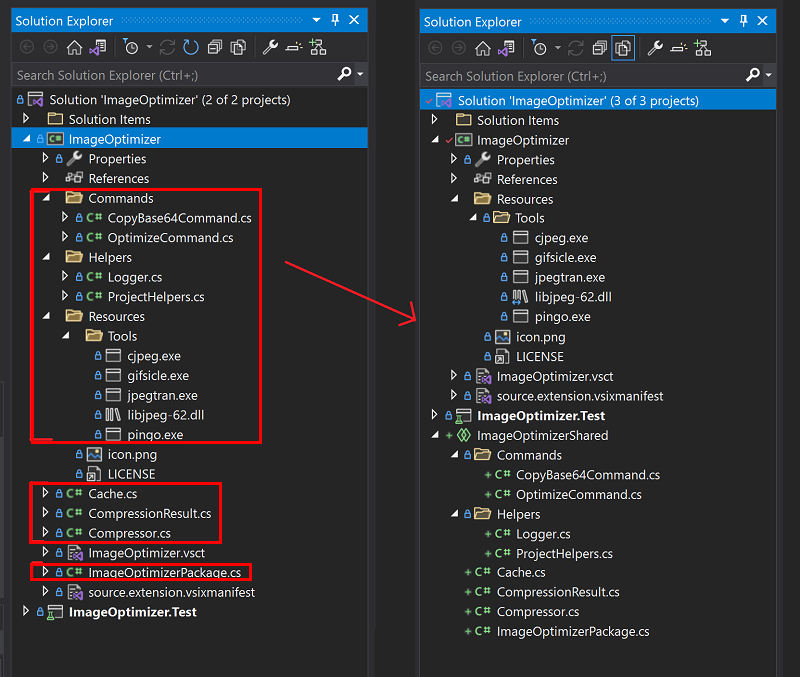 Solution Explorer
Search Solution Explorer (Ctrl+;)
Solution 'ImageOptimizer' (2 of 2 projects)
Solution Items
ImageOptimizer
Properties
References
Commands
CopyBase64Command.cs
OptimizeCommand.cs
Helpers
Logger.cs
ProjectHelpers.cs
Resources
Tools
cjpeg.exe
gifsicle.exe
jpegtran.exe
libjpeg-62.dll
pingo.exe
icon.png
LICENSE
Cache.cs
CompressionResult.cs
Compressor.cs
ImageOptimizer.vsct
ImageOptimizerPackage.cs
source.extension.vsixmanifest
ImageOptimizer.Test
Solution Explorer
Search Solution Explorer (Ctrl+;)
Solution 'ImageOptimizer' (3 of 3 projects)
Solution Items
ImageOptimizer
Properties
References
Resources
Tools
cjpeg.exe
gifsicle.exe
jpegtran.exe
libjpeg-62.dll
pingo.exe
icon.png
LICENSE
ImageOptimizer.vsct
source.extension.vsixmanifest
ImageOptimizer.Test
ImageOptimizerShared
Commands
CopyBase64Command.cs
OptimizeCommand.cs
Helpers
Logger.cs
ProjectHelpers.cs
Cache.cs
CompressionResult.cs
Compressor.cs
ImageOptimizerPackage.cs